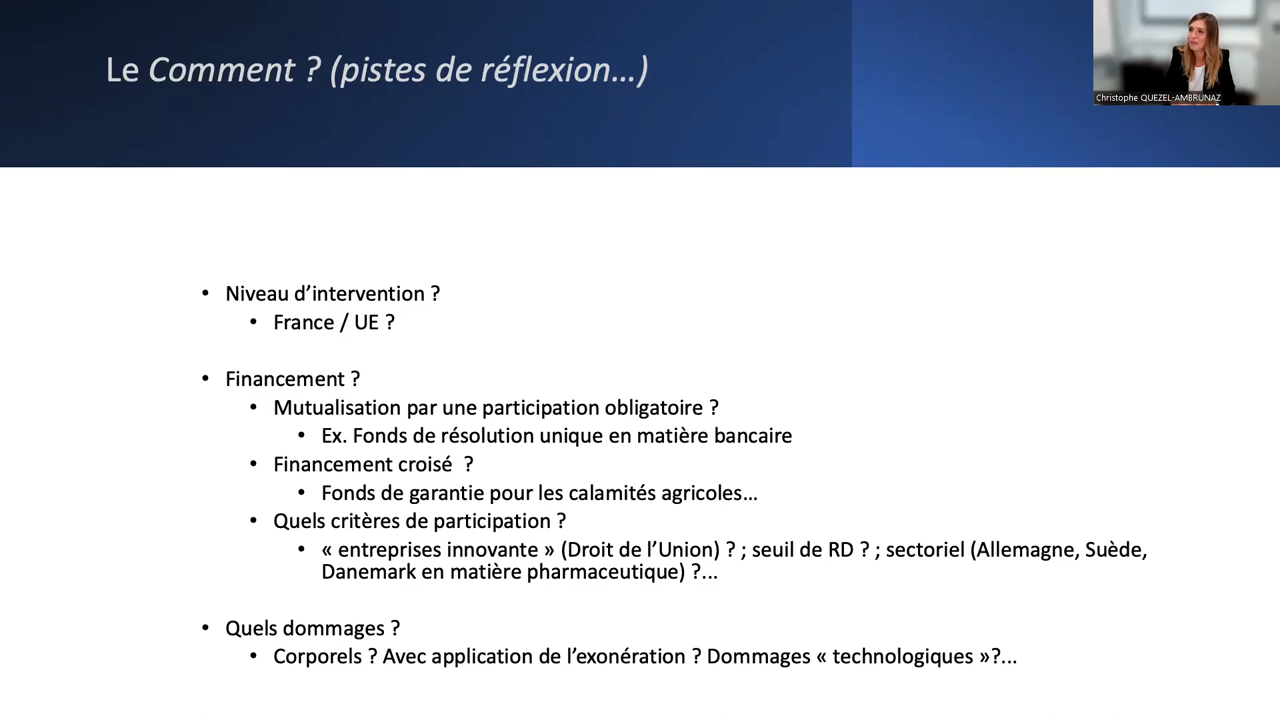 Le Comment ? (pistes de réflexion…)
Christophe QUEZEL-AMBRUNAZ
• Niveau d’intervention ?
• France / UE ?
• Financement ?
• Mutualisation par une participation obligatoire ?
• Ex. Fonds de résolution unique en matière bancaire
• Financement croisé  ?
• Fonds de garantie pour les calamités agricoles…
• Quels critères de participation ?
• « entreprises innovante » (Droit de l’Union) ? ; seuil de RD ? ; sectoriel (Allemagne, Suède,
Danemark en matière pharmaceutique) ?...
• Quels dommages ?
• Corporels ? Avec application de l’exonération ? Dommages « technologiques »?...